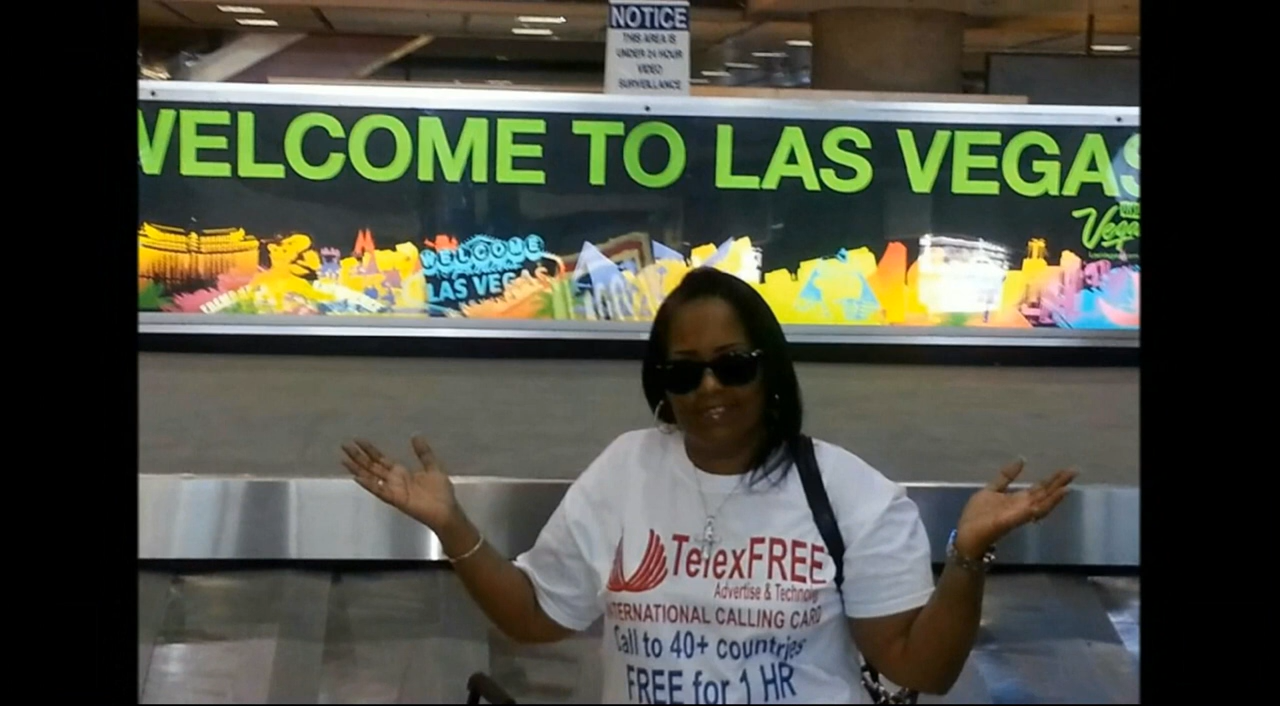 NOTICE
THIS AREA IS
UNDER 24 HOUR
VIDEO
SURVEILLANCE
WELCOME TO LAS VEGAS
Vegas
WELCOME
LAS VEGAS
TelexFREE
Advertise & Technology
INTERNATIONAL CALLING CARD
Call to 40+ countries
FREE for 1 HR